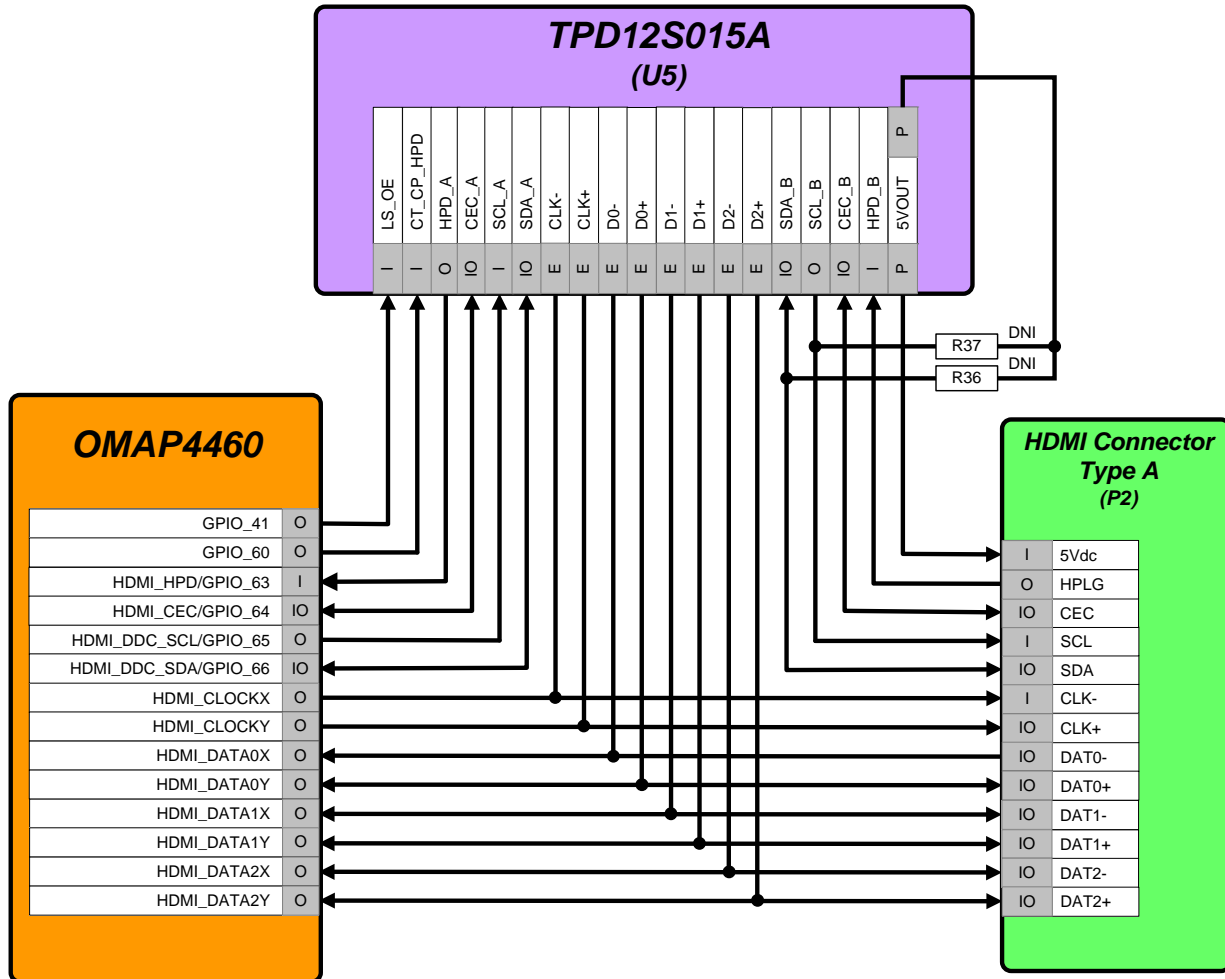 TPD12S015A
(U5)
LS_OE
CT_CP_HPD
HPD_A
CEC_A
SCL_A
SDA_A
CLK-
CLK+
D0-
D0+
D1-
D1+
D2-
D2+
SDA_B
SCL_B
CEC_B
HPD_B
5VOUT
P
I
I
O
IO
I
IO
E
E
E
E
E
E
E
E
IO
O
IO
I
P
R37
DNI
R36
DNI
OMAP4460
GPIO_41 O
GPIO_60 O
HDMI_HPD/GPIO_63 I
HDMI_CEC/GPIO_64 IO
HDMI_DDC_SCL/GPIO_65 O
HDMI_DDC_SDA/GPIO_66 IO
HDMI_CLOCKX O
HDMI_CLOCKY O
HDMI_DATA0X O
HDMI_DATA0Y O
HDMI_DATA1X O
HDMI_DATA1Y O
HDMI_DATA2X O
HDMI_DATA2Y O
HDMI Connector
Type A
(P2)
I 5Vdc
O HPLG
IO CEC
I SCL
IO SDA
I CLK-
IO CLK+
IO DAT0-
IO DAT0+
IO DAT1-
IO DAT1+
IO DAT2-
IO DAT2+